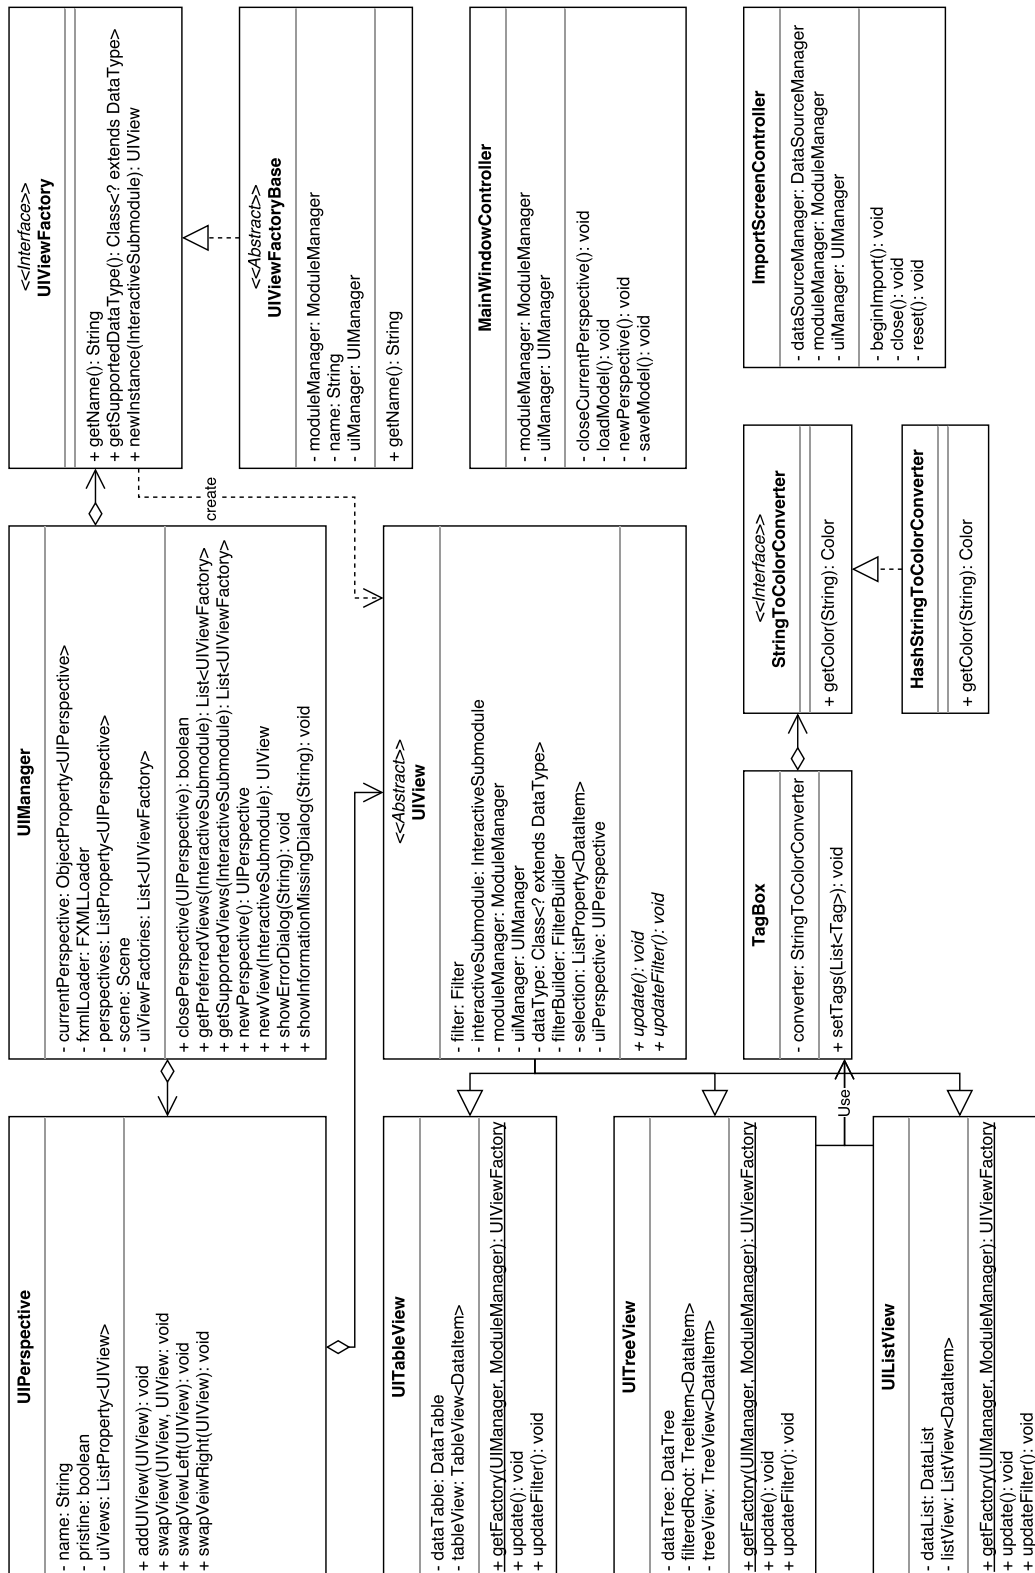 UIPerspective
- name: String
- pristine: boolean
- uiViews: ListProperty<UIView>
+ addUIView(UIView): void
+ swapView(UIView, UIView: void
+ swapViewLeft(UIView): void
+ swapVeiwRight(UIView): void
UIManager
- currentPerspective: ObjectProperty<UIPerspective>
- fxmlLoader: FXMLLoader
- perspectives: ListProperty<UIPerspective>
- scene: Scene
- uiViewFactories: List<UIViewFactory>
+ closePerspective(UIPerspective): boolean
+ getPreferredViews(InteractiveSubmodule): List<UIViewFactory>
+ getSupportedViews(InteractiveSubmodule): List<UIViewFactory>
+ newPerspective(): UIPerspective
+ newView(InteractiveSubmodule): UIView
+ showErrorDialog(String): void
+ showInformationMissingDialog(String): void
<<Interface>>
UIViewFactory
+ getName(): String
+ getSupportedDataType(): Class<? extends DataType>
+ newInstance(InteractiveSubmodule): UIView
create
<<Abstract>>
UIViewFactoryBase
- moduleManager: ModuleManager
- name: String
- uiManager: UIManager
+ getName(): String
UITableView
- dataTable: DataTable
- tableView: TableView<DataItem>
+ getFactory(UIManager, ModuleManager): UIViewFactory
+ update(): void
+ updateFilter(): void
<<Abstract>>
UIView
- filter: Filter
- interactiveSubmodule: InteractiveSubmodule
- moduleManager: ModuleManager
- uiManager: UIManager
- dataType: Class<? extends DataType>
- filterBuilder: FilterBuilder
- selection: ListProperty<DataItem>
- uiPerspective: UIPerspective
+ update(): void
+ updateFilter(): void
MainWindowController
- moduleManager: ModuleManager
- uiManager: UIManager
- closeCurrentPerspective(): void
- loadModel(): void
- newPerspective(): void
- saveModel(): void
UITreeView
- dataTree: DataTree
- filteredRoot: TreeItem<DataItem>
- treeView: TreeView<DataItem>
+ getFactory(UIManager, ModuleManager): UIViewFactory
+ update(): void
+ updateFilter(): void
Use
TagBox
- converter: StringToColorConverter
+ setTags(List<Tag>): void
<<Interface>>
StringToColorConverter
+ getColor(String): Color
ImportScreenController
- dataSourceManager: DataSourceManager
- moduleManager: ModuleManager
- uiManager: UIManager
- beginImport(): void
- close(): void
- reset(): void
UIListView
- dataList: DataList
- listView: ListView<DataItem>
+ getFactory(UIManager, ModuleManager): UIViewFactory
+ update(): void
+ updateFilter(): void
HashStringToColorConverter
+ getColor(String): Color